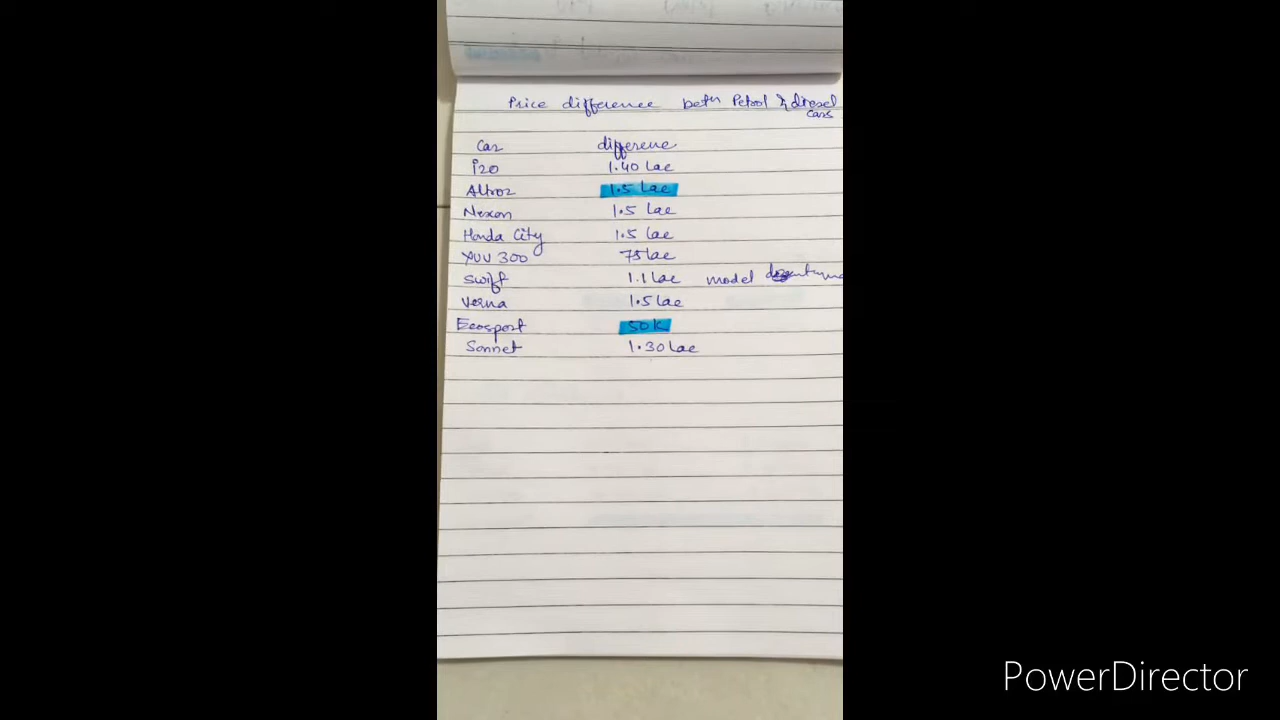 Price difference betn Petrol & diesel
cars
Car difference
i20 1.40 Lac
Altroz 1.5 Lac
Nexon 1.5 Lac
Honda City 1.5 Lac
XUV 300 75 Lac
Swift 1.1 Lac model
Verna 1.5 Lac
Ecosport 50K
Sonnet 1.30 Lac
PowerDirector